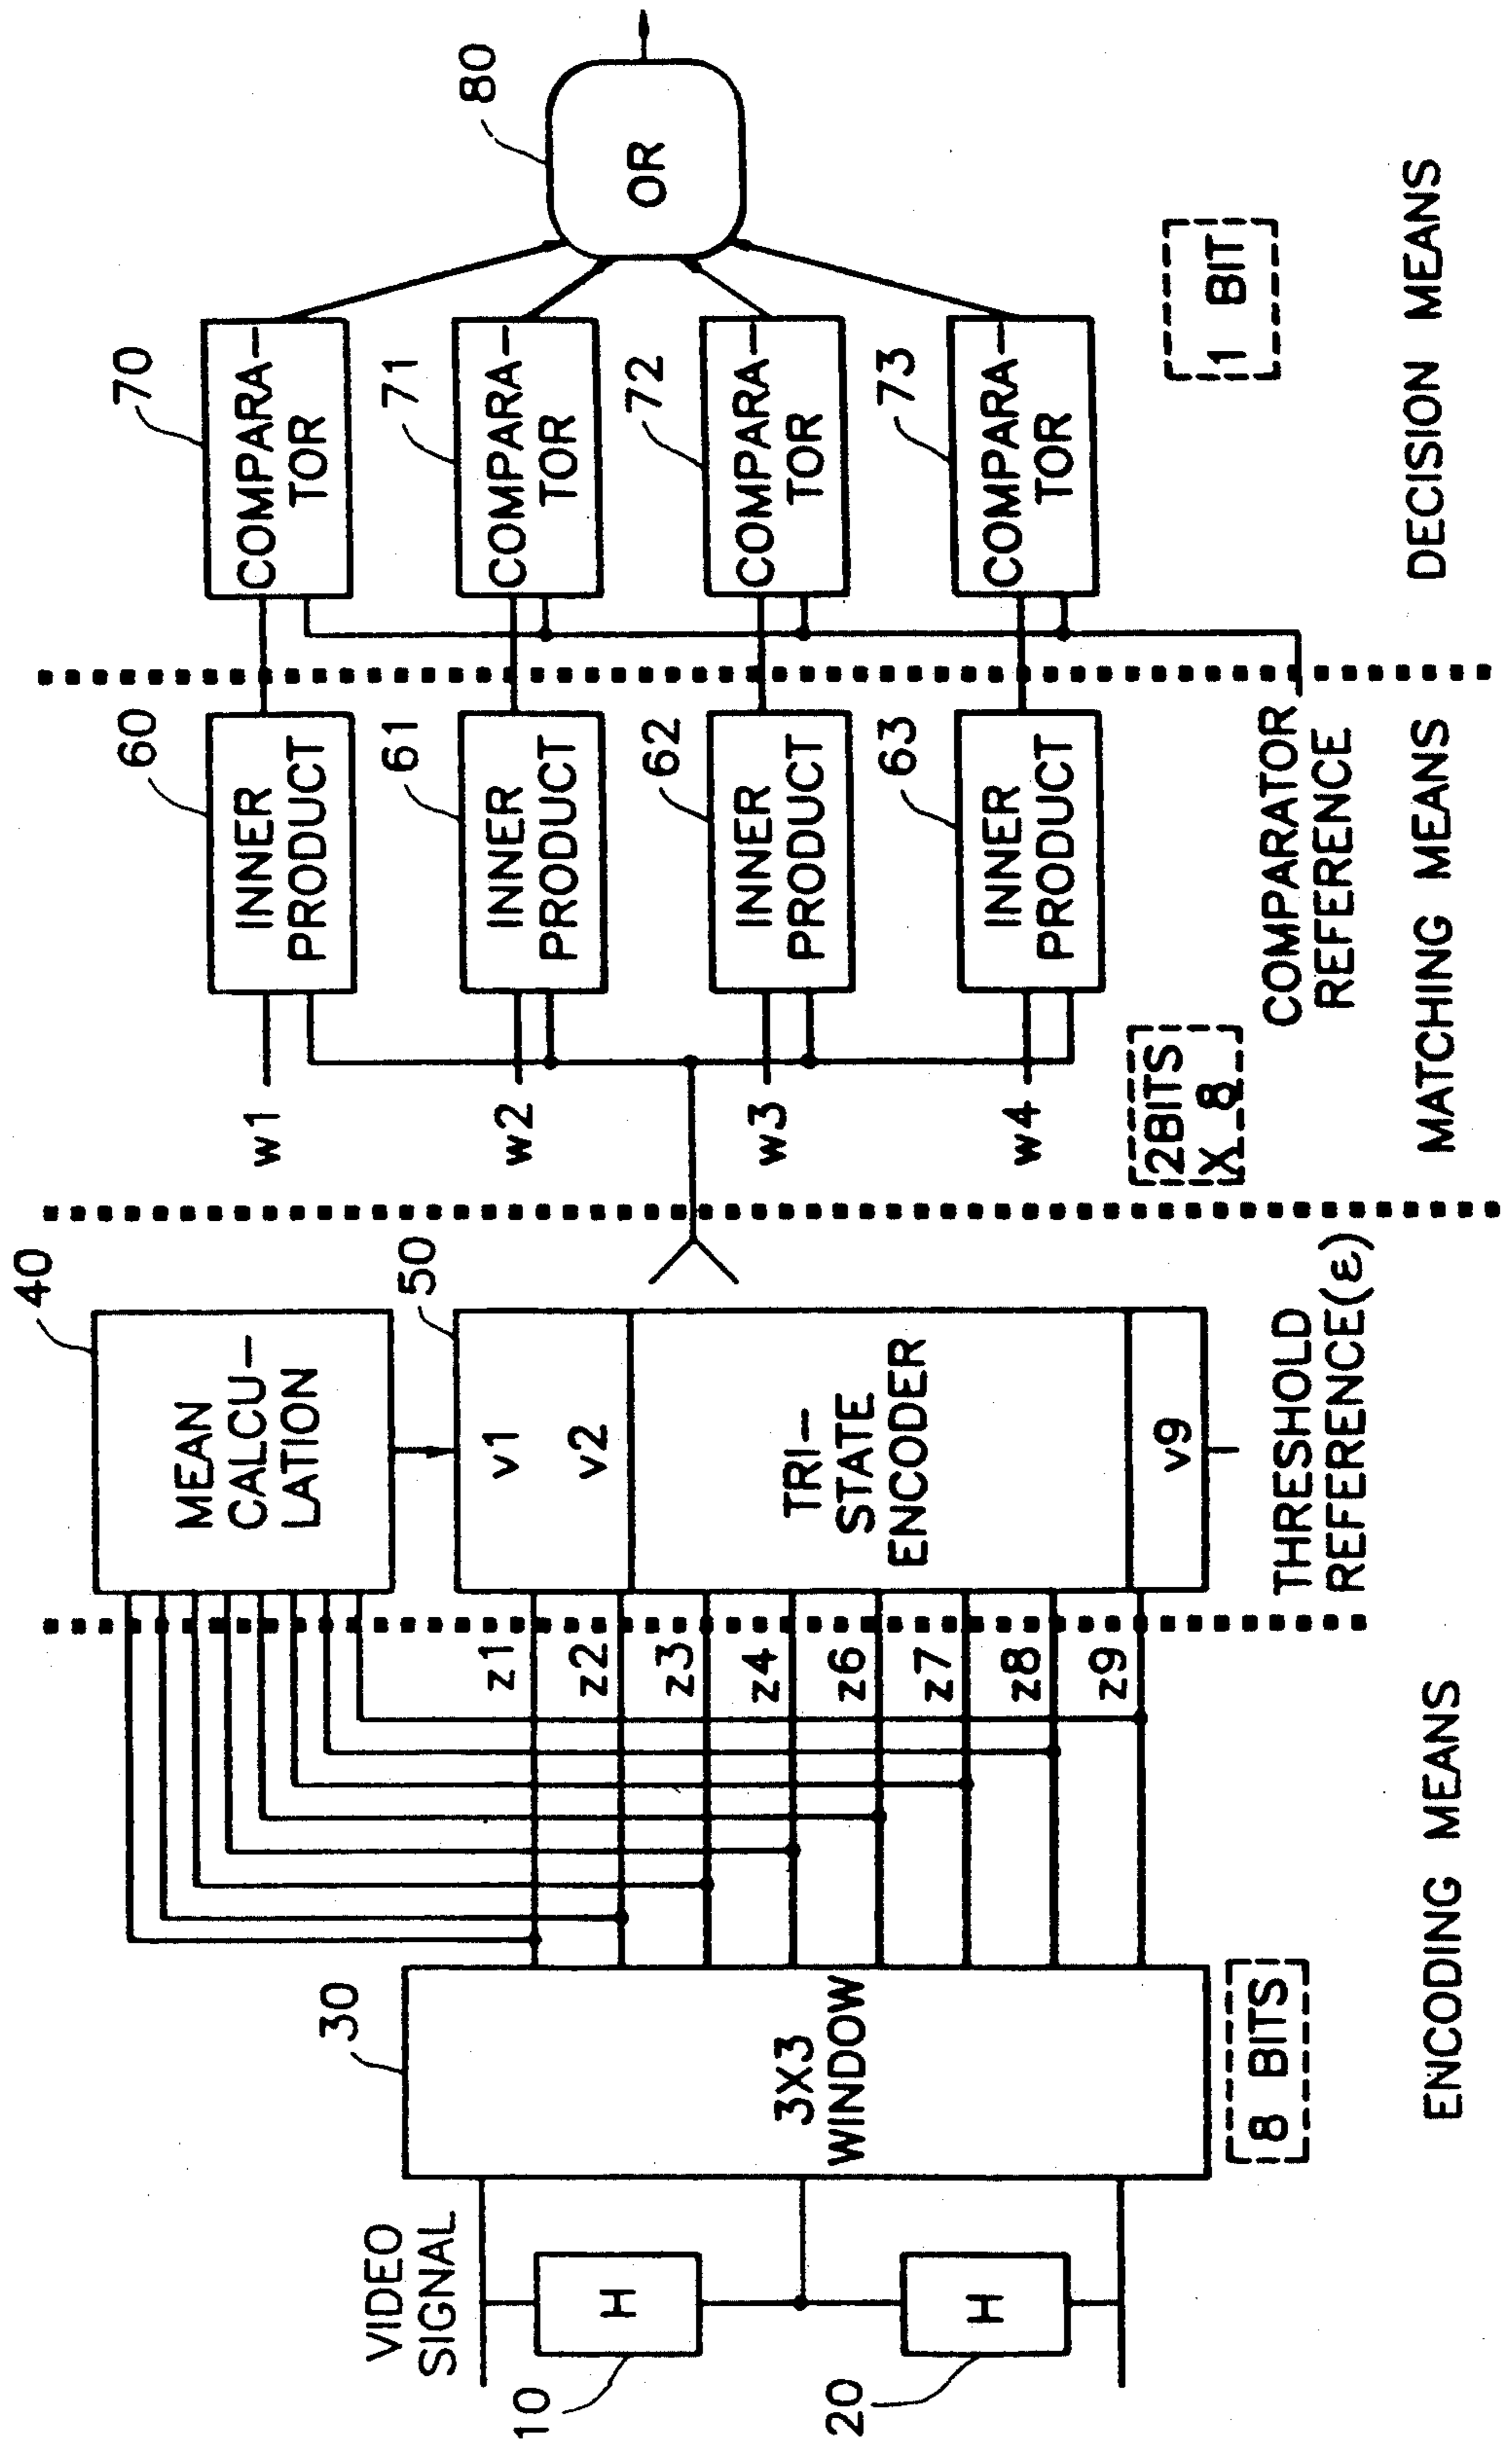 VIDEO
SIGNAL
10
H
20
H
30
3X3
WINDOW
8 BITS
ENCODING MEANS
z1
z2
z3
z4
z6
z7
z8
z9
40
MEAN
CALCU-
LATION
50
v1
v2
TRI-
STATE
ENCODER
v9
THRESHOLD
REFERENCE(ε)
w1
w2
w3
w4
2BITS
X 8
60
INNER
PRODUCT
61
INNER
PRODUCT
62
INNER
PRODUCT
63
INNER
PRODUCT
COMPARATOR
REFERENCE
MATCHING MEANS
70
COMPARA-
TOR
71
COMPARA-
TOR
72
COMPARA-
TOR
73
COMPARA-
TOR
80
OR
1 BIT
DECISION MEANS